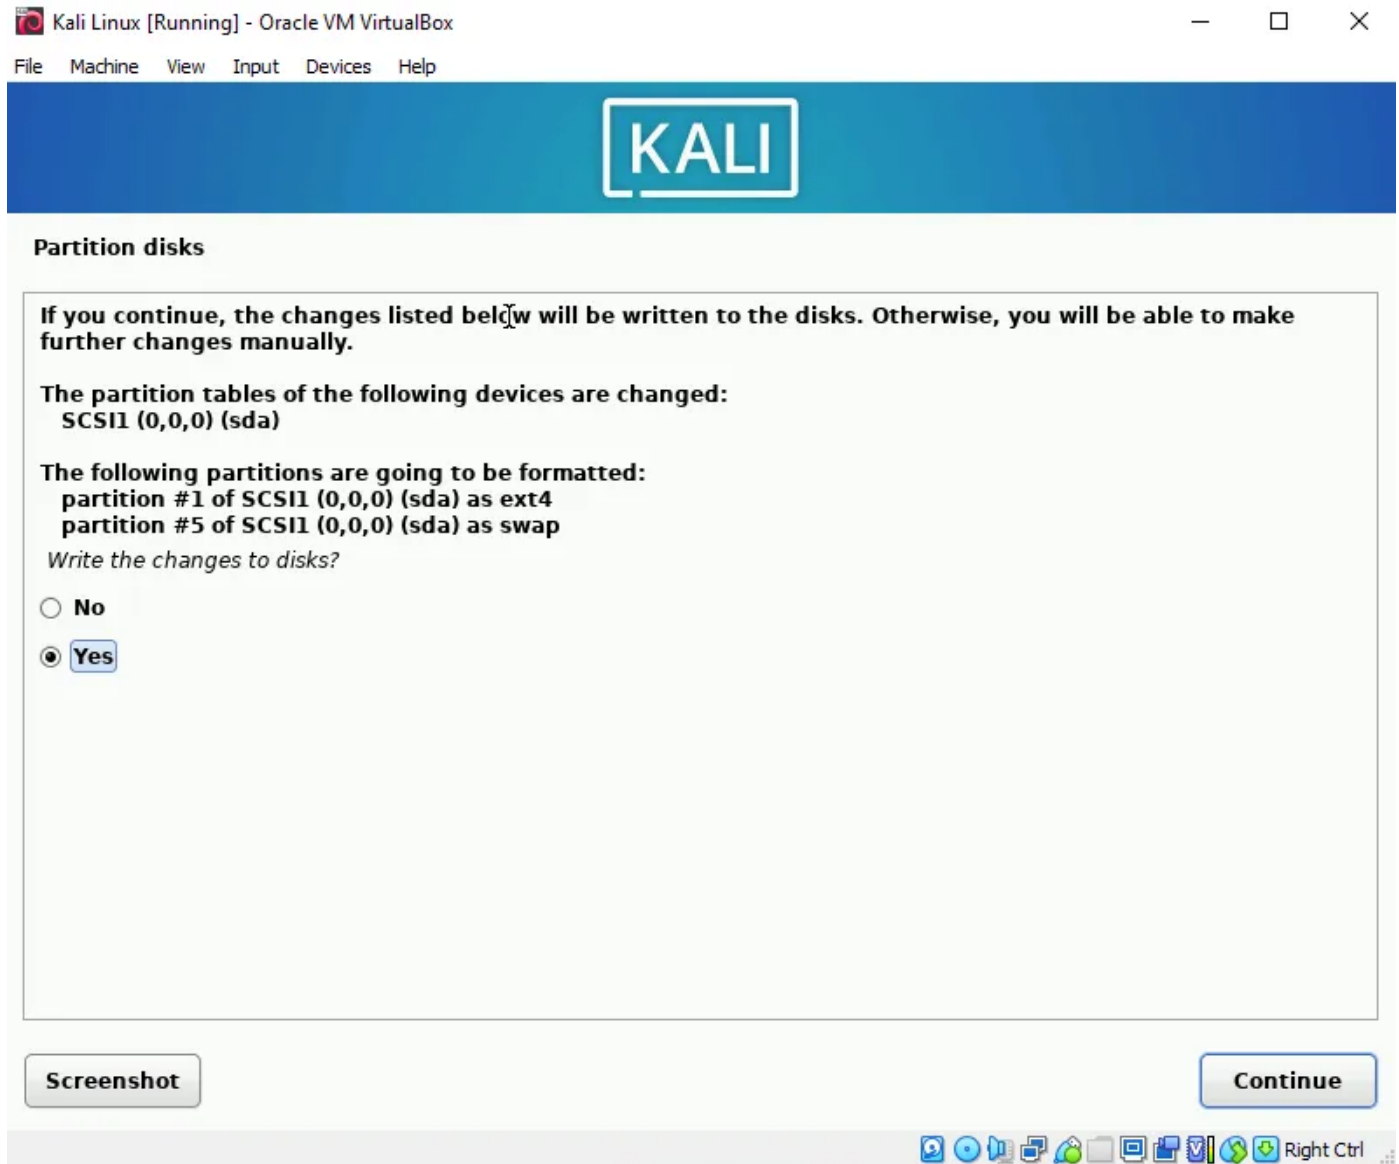 Kali Linux [Running] - Oracle VM VirtualBox
File Machine View Input Devices Help
KALI
Partition disks
If you continue, the changes listed below will be written to the disks. Otherwise, you will be able to make
further changes manually.
The partition tables of the following devices are changed:
SCSI1 (0,0,0) (sda)
The following partitions are going to be formatted:
partition #1 of SCSI1 (0,0,0) (sda) as ext4
partition #5 of SCSI1 (0,0,0) (sda) as swap
Write the changes to disks?
No
Yes
Screenshot Continue
Right Ctrl